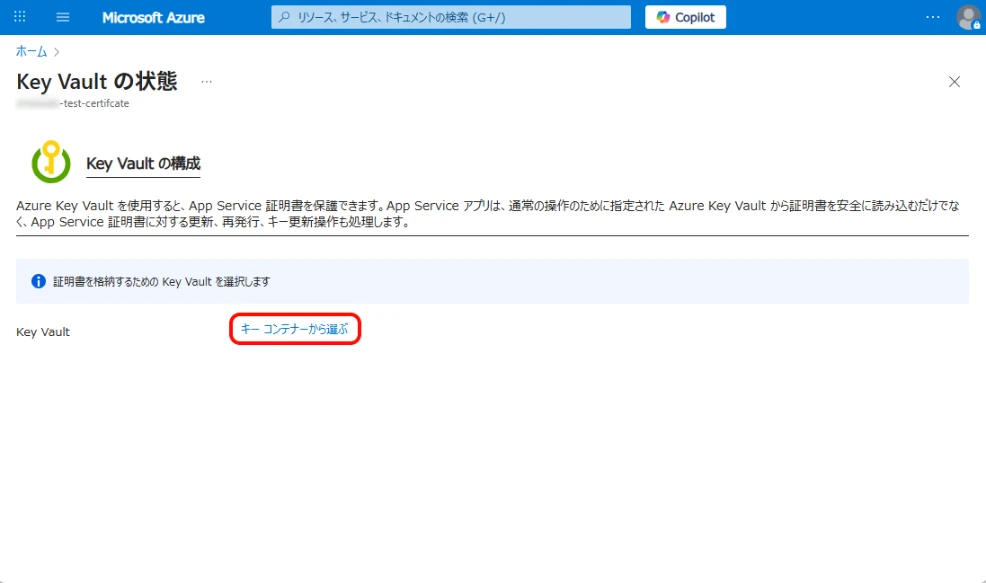 Microsoft Azure
リソース、サービス、ドキュメントの検索 (G+/)
Copilot
ホーム
Key Vault の状態
-test-certifcate
Key Vault の構成
Azure Key Vault を使用すると、App Service 証明書を保護できます。App Service アプリは、通常の操作のために指定された Azure Key Vault から証明書を安全に読み込むだけでな
く、App Service 証明書に対する更新、再発行、キー更新操作も処理します。
証明書を格納するための Key Vault を選択します
Key Vault
キー コンテナーから選ぶ